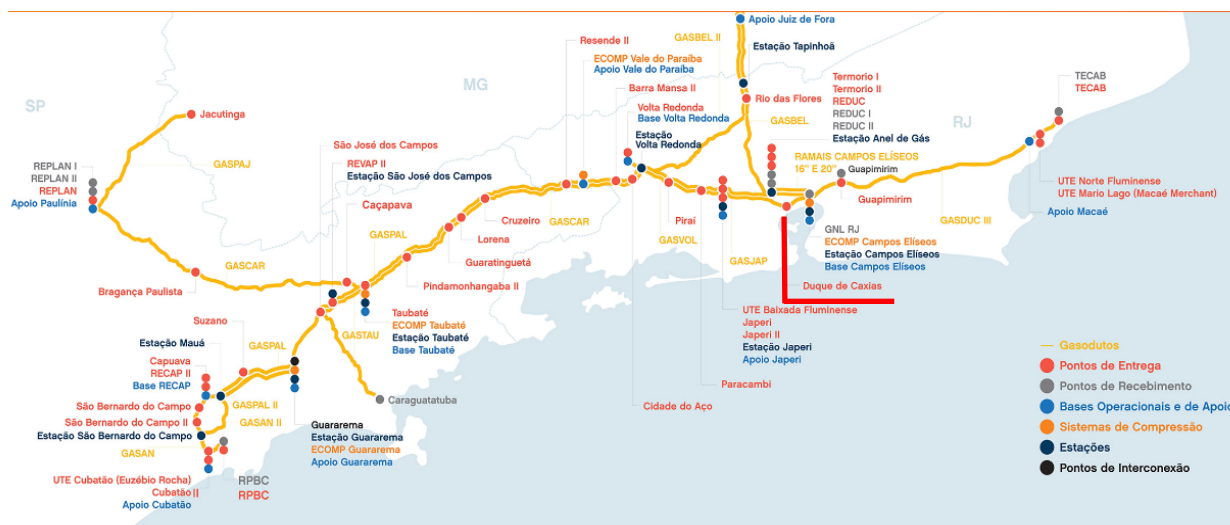 Apoio Juiz de Fora
GASBEL II
Estação Tapinhoã
Resende II
ECOMP Vale do Paraíba
Apoio Vale do Paraíba
MG
Barra Mansa II
Volta Redonda
Base Volta Redonda
Estação
Volta Redonda
Rio das Flores
GASBEL
Termorio I
Termorio II
REDUC
REDUC I
REDUC II
Estação Anel de Gás
RJ
TECAB
TECAB
SP
Jacutinga
GASPAJ
REPLAN I
REPLAN II
REPLAN
Apoio Paulínia
São José dos Campos
REVAP II
Estação São José dos Campos
Caçapava
RAMAIS CAMPOS ELÍSEOS
16" E 20"
Guapimirim
Guapimirim
UTE Norte Fluminense
UTE Mario Lago (Macaé Merchant)
Apoio Macaé
GASDUC III
Cruzeiro
GASCAR
Lorena
Guaratinguetá
Pindamonhangaba II
GASPAL
Piraí
GASVOL
GASJAP
GNL RJ
ECOMP Campos Elíseos
Estação Campos Elíseos
Base Campos Elíseos
Duque de Caxias
GASCAR
Bragança Paulista
Suzano
Estação Mauá
GASPAL
Taubaté
ECOMP Taubaté
Estação Taubaté
Base Taubaté
GASTAU
UTE Baixada Fluminense
Japeri
Japeri II
Estação Japeri
Apoio Japeri
Paracambi
Cidade do Aço
Capuava
RECAP II
Base RECAP
São Bernardo do Campo
São Bernardo do Campo II
Estação São Bernardo do Campo
GASPAL II
GASAN II
GASAN
Caraguatatuba
Guararema
Estação Guararema
ECOMP Guararema
Apoio Guararema
UTE Cubatão (Euzébio Rocha)
Cubatão II
Apoio Cubatão
RPBC
RPBC
Gasodutos
Pontos de Entrega
Pontos de Recebimento
Bases Operacionais e de Apoio
Sistemas de Compressão
Estações
Pontos de Interconexão